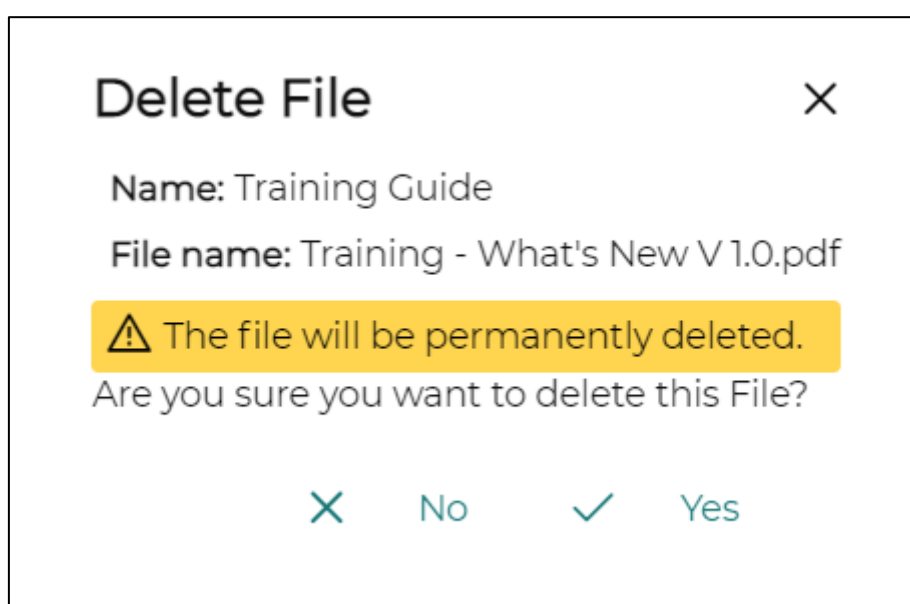 Delete File
Name: Training Guide
File name: Training - What's New V 1.0.pdf
The file will be permanently deleted.
Are you sure you want to delete this File?
No Yes